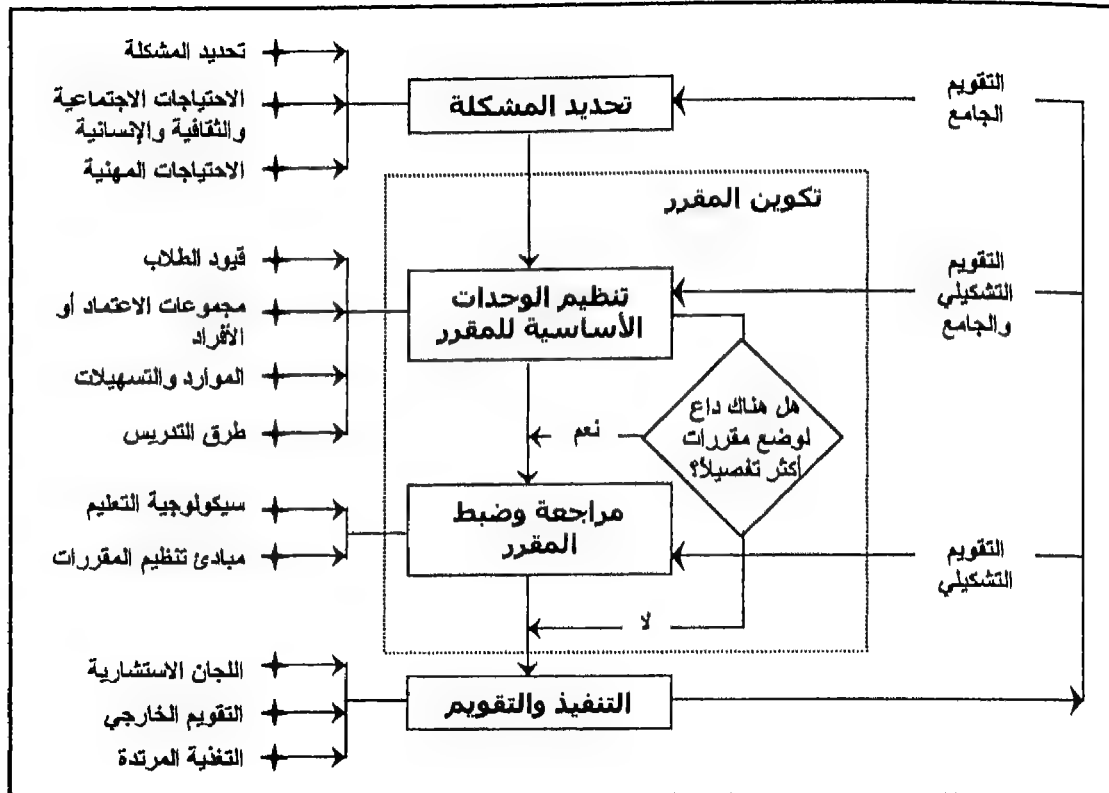 تحديد المشكلة
الاحتياجات الاجتماعية
والثقافية والإنسانية
الاحتياجات المهنية
تحديد المشكلة
التقويم
الجامع
تكوين المقرر
قيود الطلاب
مجموعات الاعتماد أو
الأفراد
الموارد والتسهيلات
طرق التدريس
تنظيم الوحدات
الأساسية للمقرر
التقويم
التشكيلي
والجامع
هل هناك داع
لوضع مقررات
أكثر تفصيلاً؟
نعم
سيكولوجية التعليم
مبادئ تنظيم المقررات
مراجعة وضبط
المقرر
التقويم
التشكيلي
لا
اللجان الاستشارية
التقويم الخارجي
التغذية المرتدة
التنفيذ والتقويم